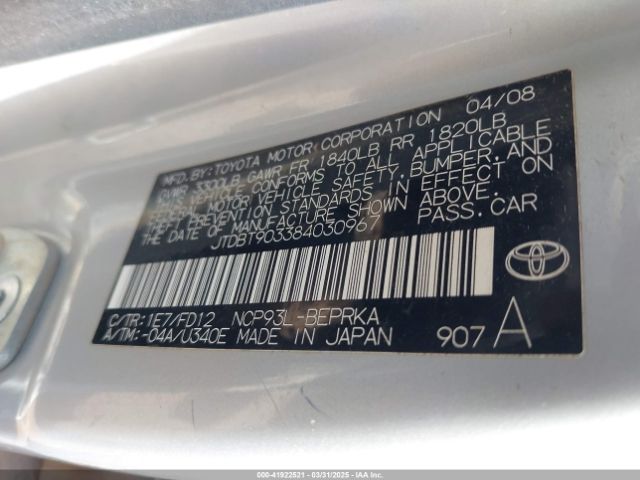 MFD. BY: TOYOTA MOTOR CORPORATION 04/08
GVWR 3300LB GAWR FR 1840LB RR 1820LB
THIS VEHICLE CONFORMS TO ALL APPLICABLE
FEDERAL MOTOR VEHICLE SAFETY, BUMPER, AND
THEFT PREVENTION STANDARDS IN EFFECT ON
THE DATE OF MANUFACTURE SHOWN ABOVE.
JTDBT903384030967 PASS. CAR
C/TR: 1E7/FD12 NCP93L-BEPRKA
A/TM: -04A/U340E MADE IN JAPAN 907 A
000-41922521 - 03/31/2025 - IAAI.COM